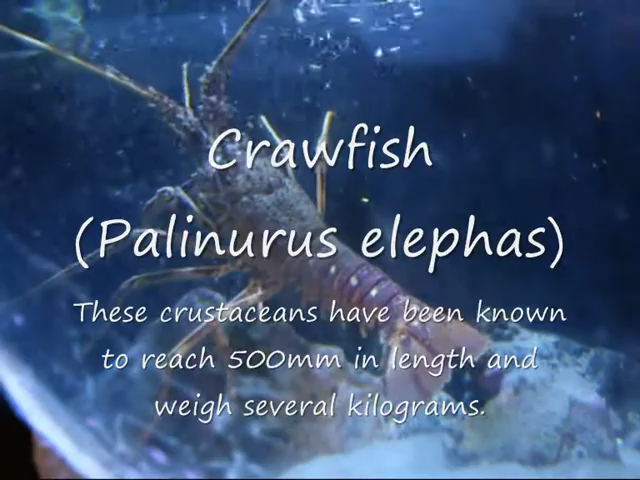 Crawfish
(Palinurus elephas)
These crustaceans have been known
to reach 500mm in length and
weigh several kilograms.